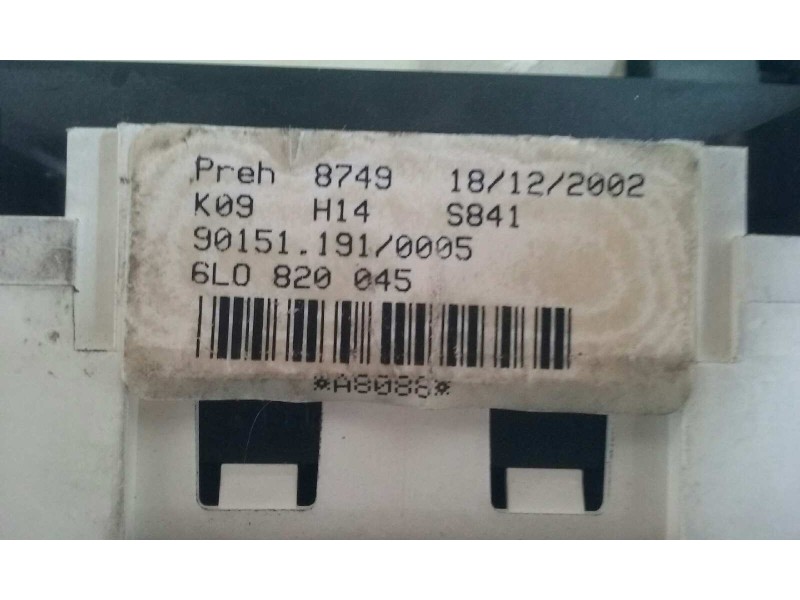 Preh 8749 18/12/2002
K09 H14 S841
90151.191/0005
6L0 820 045
*A8088*